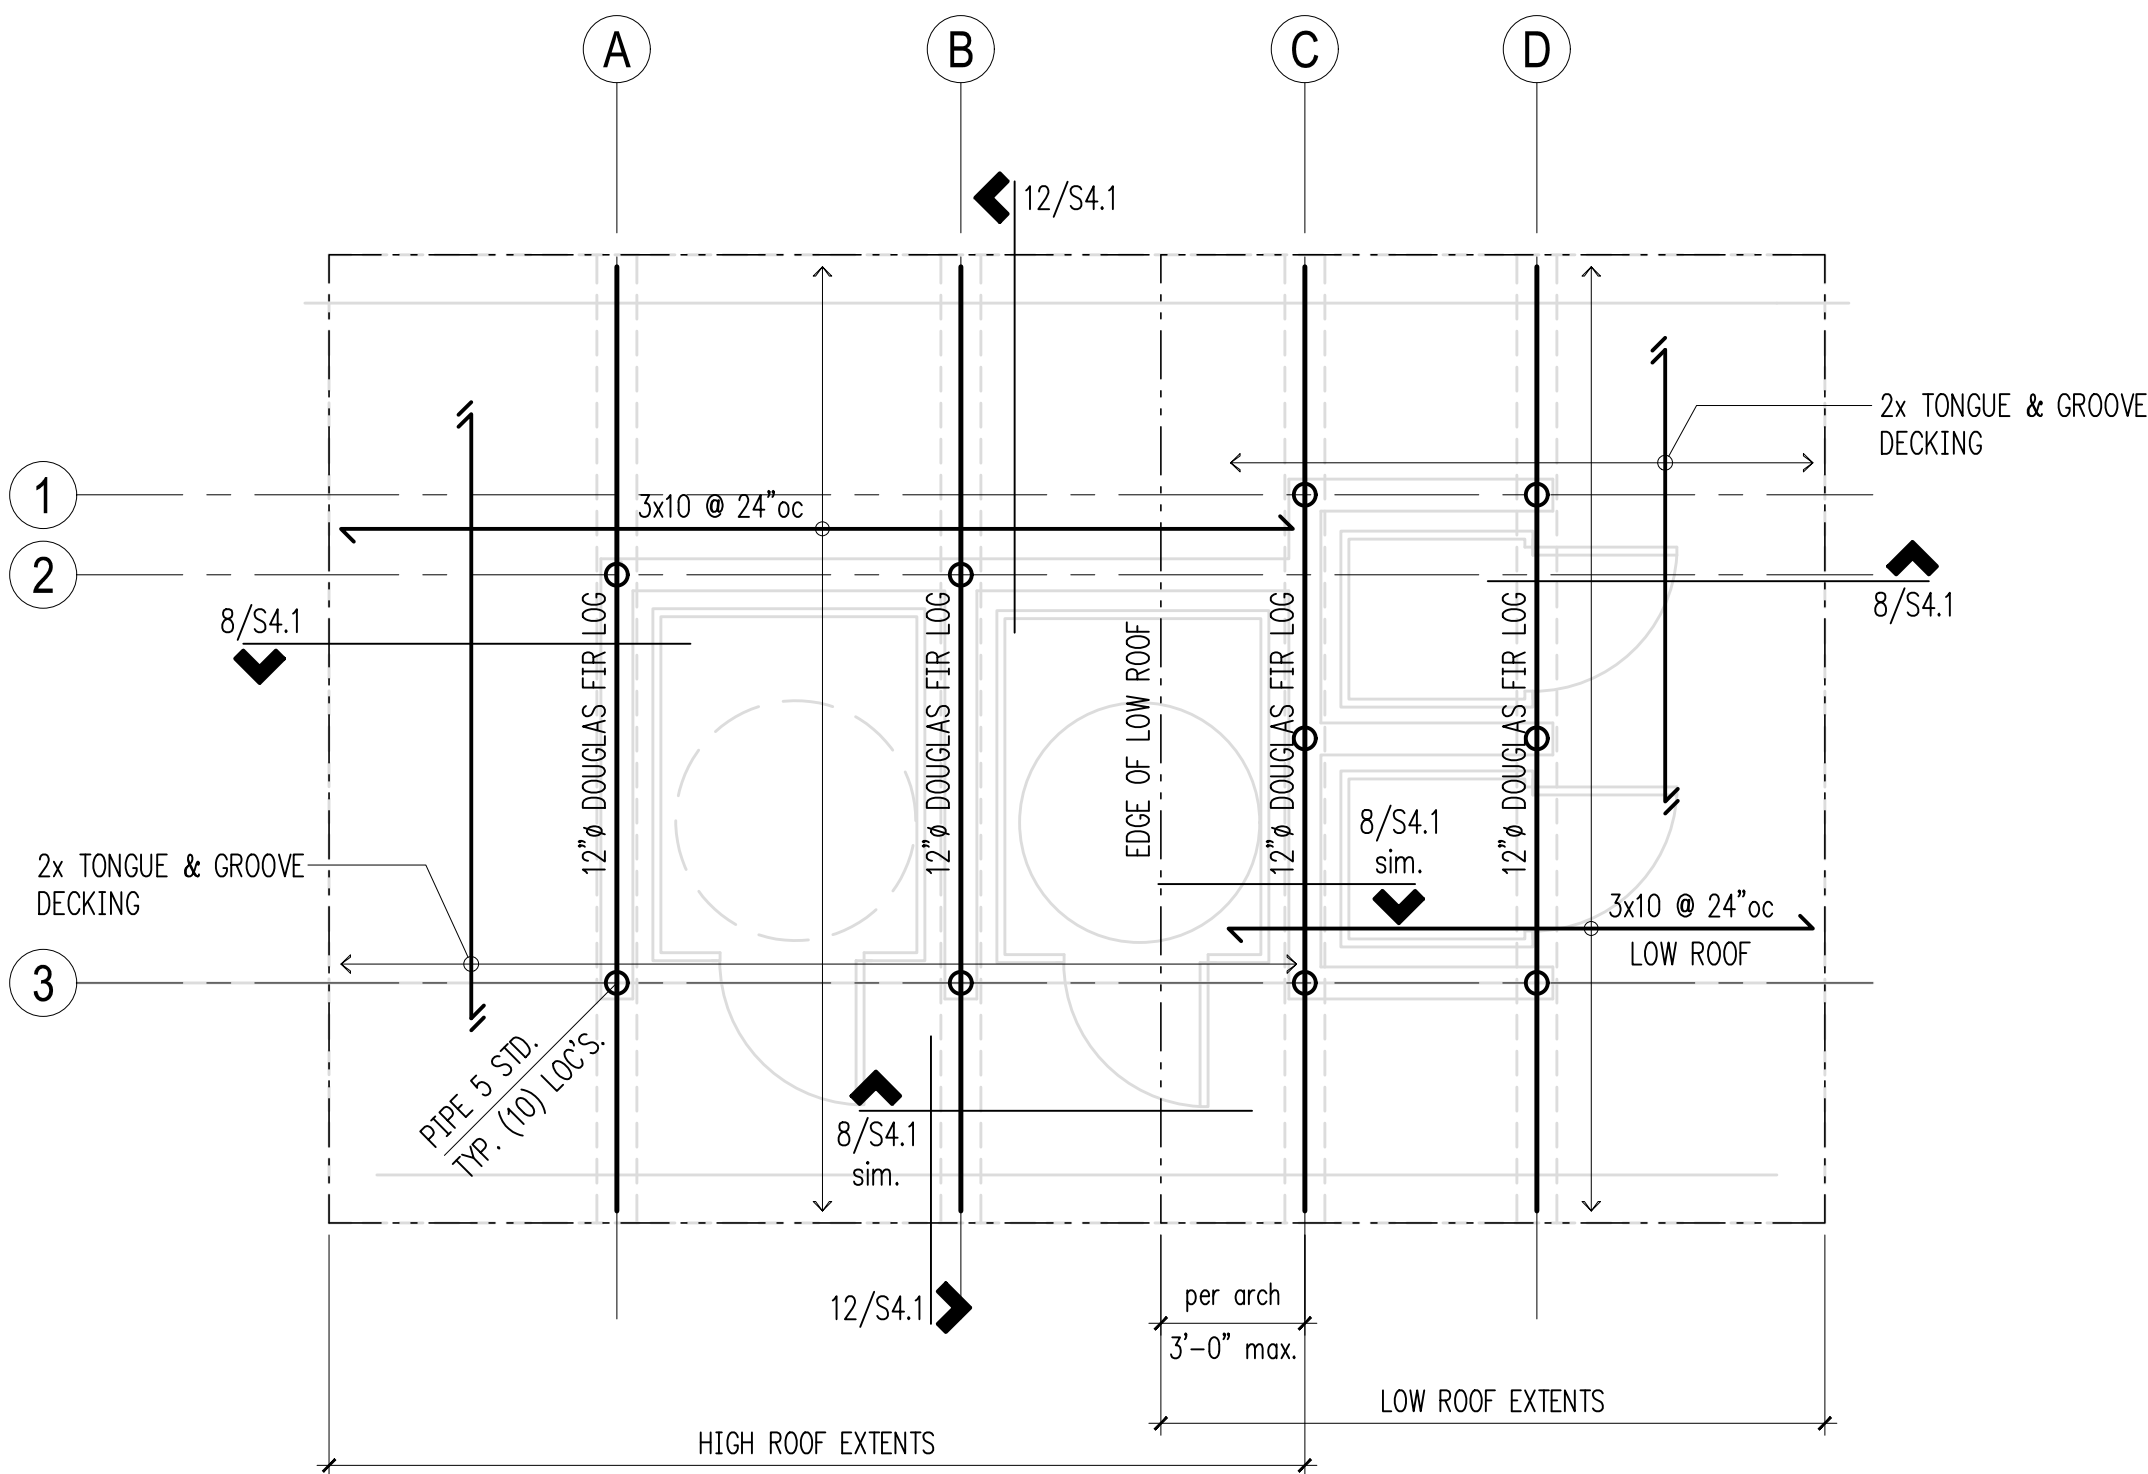 A B C D
12/S4.1
2x TONGUE & GROOVE
DECKING
1
3x10 @ 24"oc
2
8/S4.1
8/S4.1
12"ø DOUGLAS FIR LOG
12"ø DOUGLAS FIR LOG
EDGE OF LOW ROOF
12"ø DOUGLAS FIR LOG
12"ø DOUGLAS FIR LOG
8/S4.1
sim.
2x TONGUE & GROOVE
DECKING
3x10 @ 24"oc
LOW ROOF
3
PIPE 5 STD.
TYP. (10) LOC'S.
8/S4.1
sim.
12/S4.1
per arch
3'-0" max.
LOW ROOF EXTENTS
HIGH ROOF EXTENTS